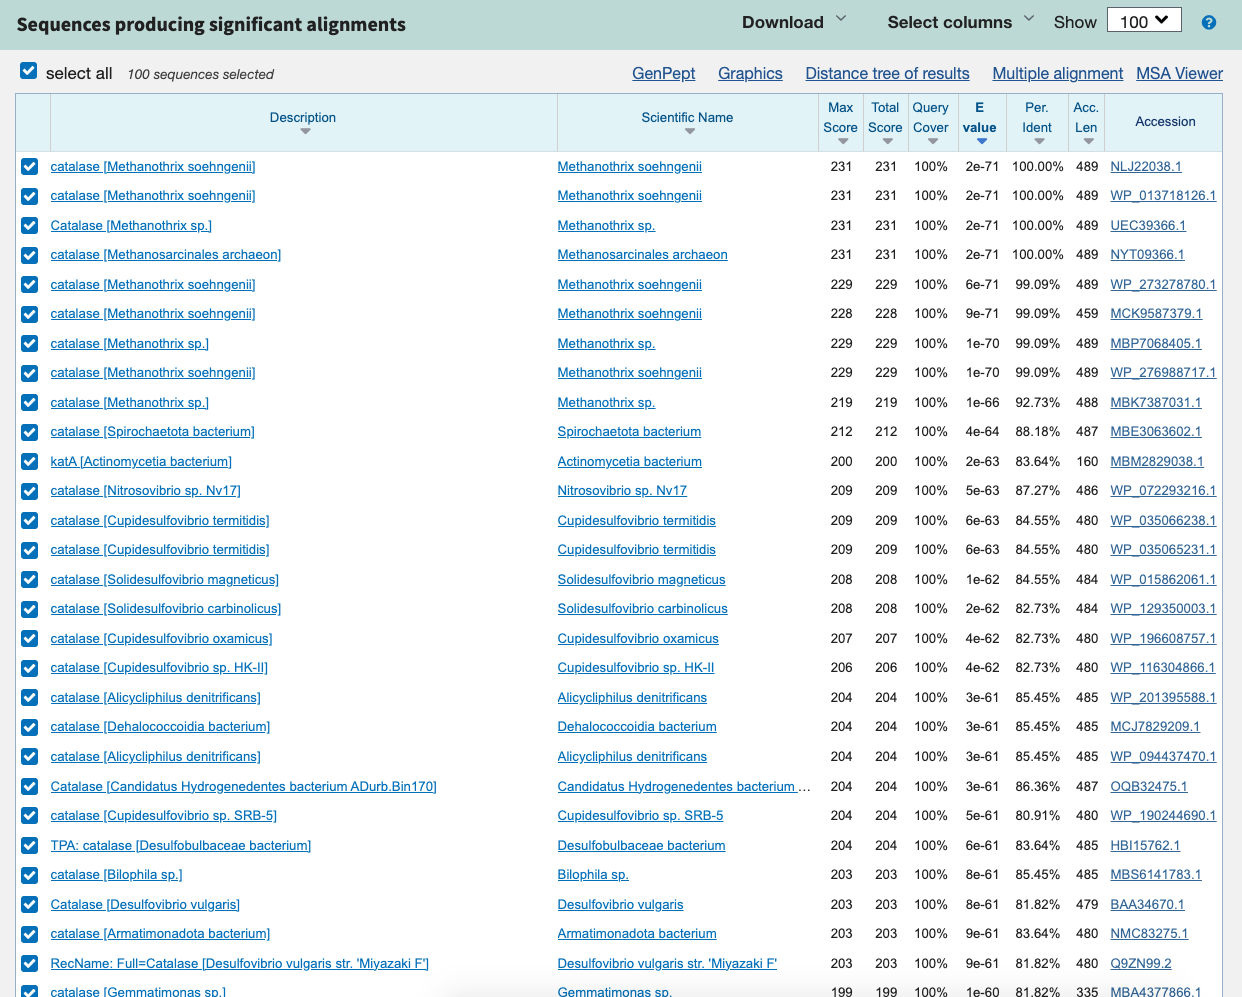 Sequences producing significant alignments Download Select columns Show 100 ?
select all 100 sequences selected GenPept Graphics Distance tree of results Multiple alignment MSA Viewer
Description Scientific Name Max Score Total Score Query Cover E value Per. Ident Acc. Len Accession
catalase [Methanothrix soehngenii] Methanothrix soehngenii 231 231 100% 2e-71 100.00% 489 NLJ22038.1
catalase [Methanothrix soehngenii] Methanothrix soehngenii 231 231 100% 2e-71 100.00% 489 WP_013718126.1
Catalase [Methanothrix sp.] Methanothrix sp. 231 231 100% 2e-71 100.00% 489 UEC39366.1
catalase [Methanosarcinales archaeon] Methanosarcinales archaeon 231 231 100% 2e-71 100.00% 489 NYT09366.1
catalase [Methanothrix soehngenii] Methanothrix soehngenii 229 229 100% 6e-71 99.09% 489 WP_273278780.1
catalase [Methanothrix soehngenii] Methanothrix soehngenii 228 228 100% 9e-71 99.09% 459 MCK9587379.1
catalase [Methanothrix sp.] Methanothrix sp. 229 229 100% 1e-70 99.09% 489 MBP7068405.1
catalase [Methanothrix soehngenii] Methanothrix soehngenii 229 229 100% 1e-70 99.09% 489 WP_276988717.1
catalase [Methanothrix sp.] Methanothrix sp. 219 219 100% 1e-66 92.73% 488 MBK7387031.1
catalase [Spirochaetota bacterium] Spirochaetota bacterium 212 212 100% 4e-64 88.18% 487 MBE3063602.1
katA [Actinomycetia bacterium] Actinomycetia bacterium 200 200 100% 2e-63 83.64% 160 MBM2829038.1
catalase [Nitrosovibrio sp. Nv17] Nitrosovibrio sp. Nv17 209 209 100% 5e-63 87.27% 486 WP_072293216.1
catalase [Cupidesulfovibrio termitidis] Cupidesulfovibrio termitidis 209 209 100% 6e-63 84.55% 480 WP_035066238.1
catalase [Cupidesulfovibrio termitidis] Cupidesulfovibrio termitidis 209 209 100% 6e-63 84.55% 480 WP_035065231.1
catalase [Solidesulfovibrio magneticus] Solidesulfovibrio magneticus 208 208 100% 1e-62 84.55% 484 WP_015862061.1
catalase [Solidesulfovibrio carbinolicus] Solidesulfovibrio carbinolicus 208 208 100% 2e-62 82.73% 484 WP_129350003.1
catalase [Cupidesulfovibrio oxamicus] Cupidesulfovibrio oxamicus 207 207 100% 4e-62 82.73% 480 WP_196608757.1
catalase [Cupidesulfovibrio sp. HK-II] Cupidesulfovibrio sp. HK-II 206 206 100% 4e-62 82.73% 480 WP_116304866.1
catalase [Alicycliphilus denitrificans] Alicycliphilus denitrificans 204 204 100% 3e-61 85.45% 485 WP_201395588.1
catalase [Dehalococcoidia bacterium] Dehalococcoidia bacterium 204 204 100% 3e-61 85.45% 485 MCJ7829209.1
catalase [Alicycliphilus denitrificans] Alicycliphilus denitrificans 204 204 100% 3e-61 85.45% 485 WP_094437470.1
Catalase [Candidatus Hydrogenedentes bacterium ADurb.Bin170] Candidatus Hydrogenedentes bacterium ... 204 204 100% 3e-61 86.36% 487 OQB32475.1
catalase [Cupidesulfovibrio sp. SRB-5] Cupidesulfovibrio sp. SRB-5 204 204 100% 5e-61 80.91% 480 WP_190244690.1
TPA: catalase [Desulfobulbaceae bacterium] Desulfobulbaceae bacterium 204 204 100% 6e-61 83.64% 485 HBI15762.1
catalase [Bilophila sp.] Bilophila sp. 203 203 100% 8e-61 85.45% 485 MBS6141783.1
Catalase [Desulfovibrio vulgaris] Desulfovibrio vulgaris 203 203 100% 8e-61 81.82% 479 BAA34670.1
catalase [Armatimonadota bacterium] Armatimonadota bacterium 203 203 100% 9e-61 83.64% 480 NMC83275.1
RecName: Full=Catalase [Desulfovibrio vulgaris str. 'Miyazaki F'] Desulfovibrio vulgaris str. 'Miyazaki F' 203 203 100% 9e-61 81.82% 480 Q9ZN99.2
catalase [Gemmatimonas sp.] Gemmatimonas sp. 199 199 100% 1e-60 81.82% 335 MBA4377866.1